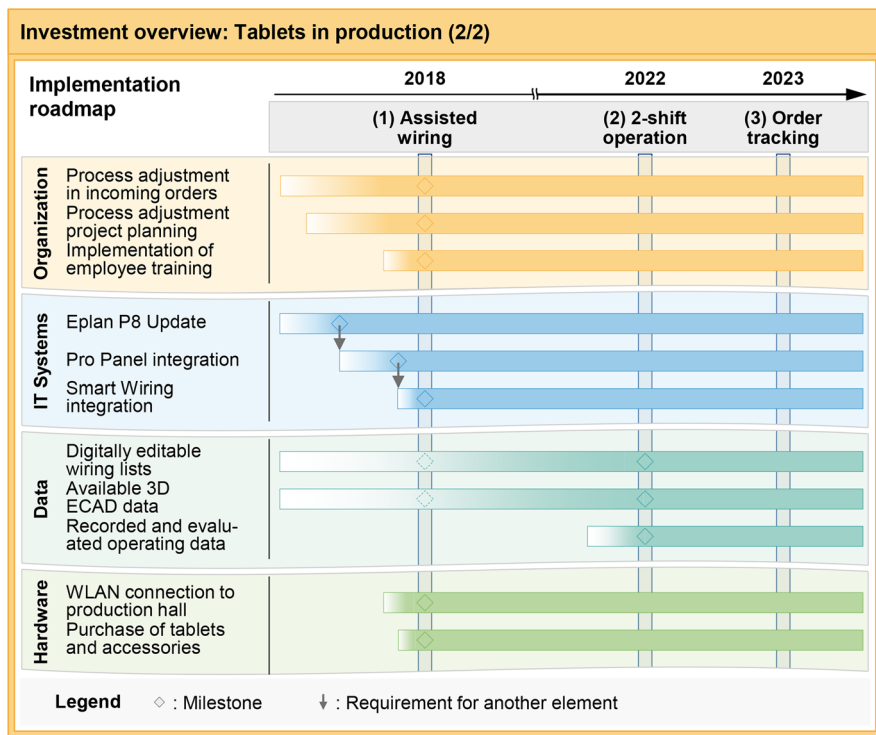 Investment overview: Tablets in production (2/2)
Implementation
roadmap
2018
2022
2023
(1) Assisted
wiring
(2) 2-shift
operation
(3) Order
tracking
Organization
Process adjustment
in incoming orders
Process adjustment
project planning
Implementation of
employee training
IT Systems
Eplan P8 Update
Pro Panel integration
Smart Wiring
integration
Data
Digitally editable
wiring lists
Available 3D
ECAD data
Recorded and evalu-
ated operating data
Hardware
WLAN connection to
production hall
Purchase of tablets
and accessories
Legend
: Milestone
: Requirement for another element